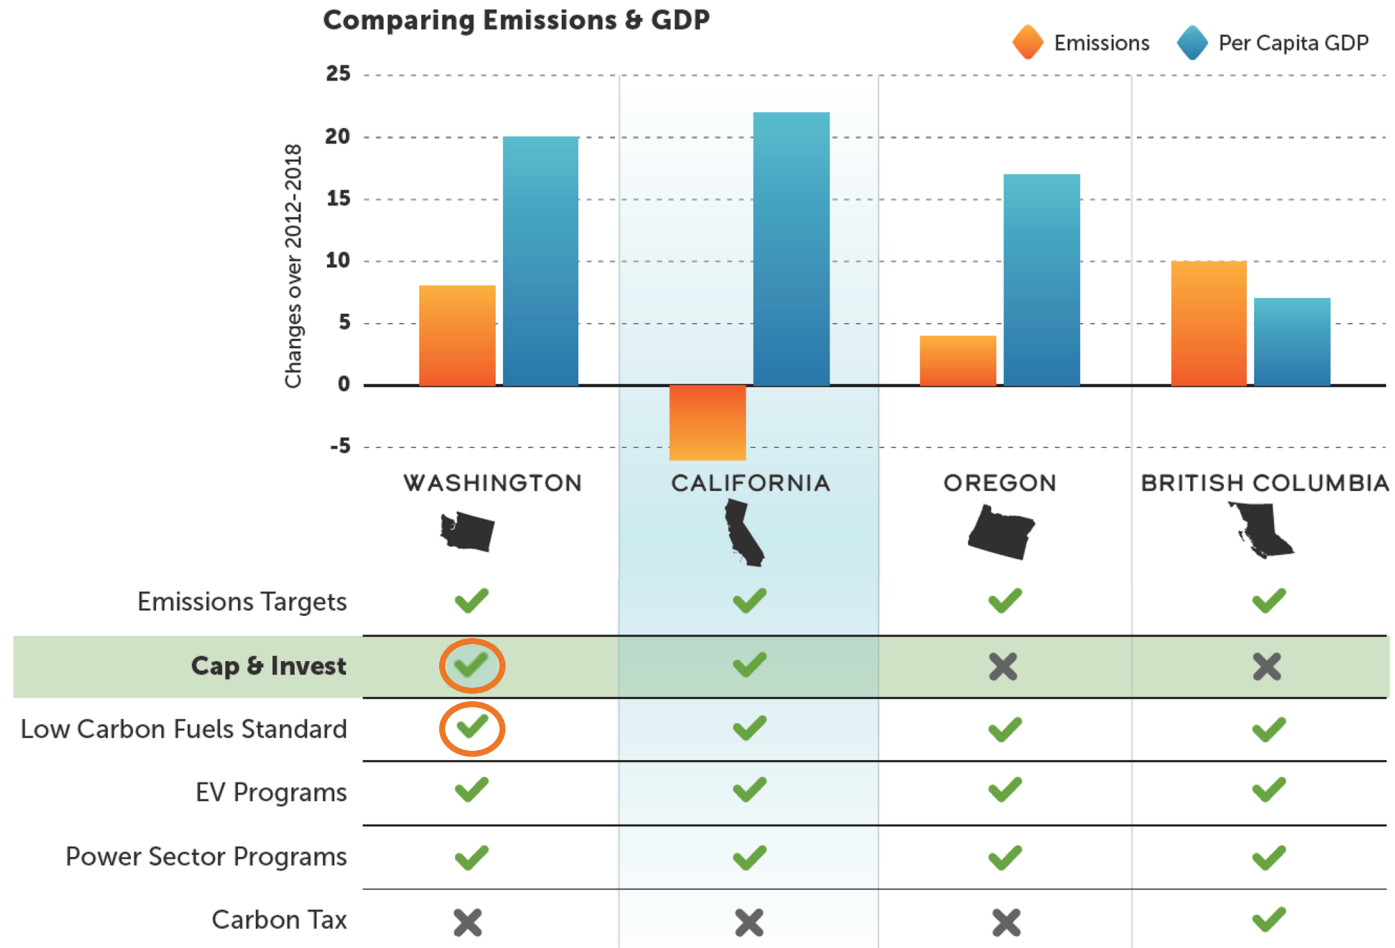 Comparing Emissions & GDP
Emissions
Per Capita GDP
Changes over 2012-2018
25
20
15
10
5
0
-5
WASHINGTON
CALIFORNIA
OREGON
BRITISH COLUMBIA
Emissions Targets
Cap & Invest
Low Carbon Fuels Standard
EV Programs
Power Sector Programs
Carbon Tax